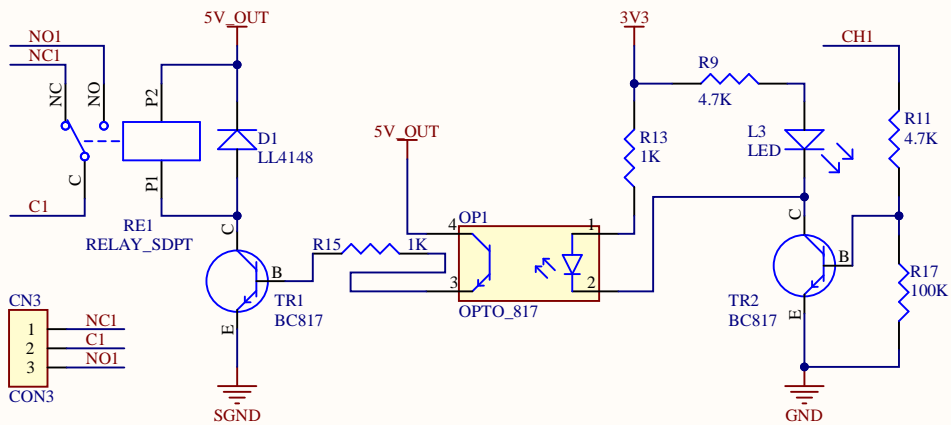 5V_OUT
3V3
NO1
NC1
CH1
NC
NO
P2
P1
C
C1
RE1
RELAY_SDPT
D1
LL4148
5V_OUT
R9
4.7K
R13
1K
L3
LED
R11
4.7K
C
B
E
TR1
BC817
R15
1K
OP1
4
3
1
2
OPTO_817
C
B
E
TR2
BC817
R17
100K
CN3
1
2
3
NC1
C1
NO1
CON3
SGND
GND